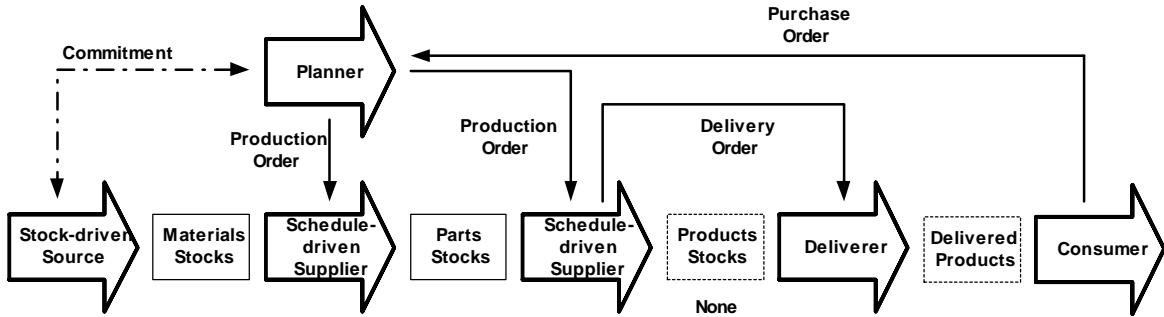 Purchase
Order
Commitment
Planner
Production
Order
Production
Order
Delivery
Order
Stock-driven
Source
Materials
Stocks
Schedule-
driven
Supplier
Parts
Stocks
Schedule-
driven
Supplier
Products
Stocks
None
Deliverer
Delivered
Products
Consumer